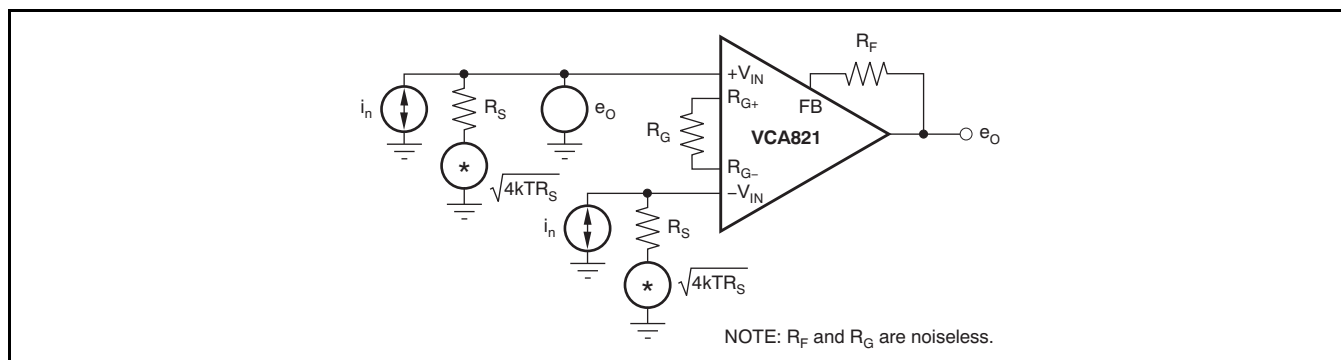 R_F
+V_IN
R_G+
FB
i_n
R_S
e_O
R_G
VCA821
e_O
*
R_G–
√4kTR_S
–V_IN
i_n
R_S
*
√4kTR_S
NOTE: R_F and R_G are noiseless.